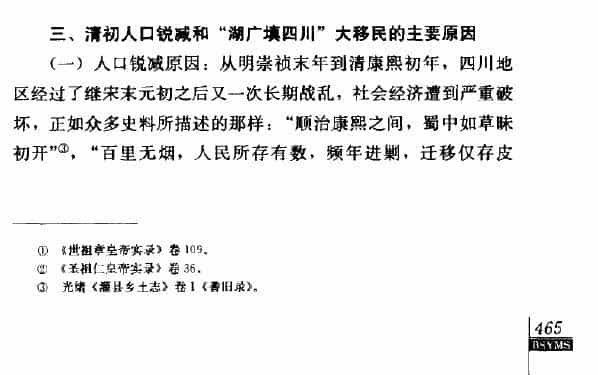 三、清初人口锐减和“湖广填四川”大移民的主要原因
（一）人口锐减原因：从明崇祯末年到清康熙初年，四川地
区经过了继宋末元初之后又一次长期战乱，社会经济遭到严重破
坏，正如众多史料所描述的那样：“顺治康熙之间，蜀中如草昧
初开”③，“百里无烟，人民所存有数，频年进剿，迁移仅存皮
① 《世祖章皇帝实录》卷 109。
② 《圣祖仁皇帝实录》卷 36。
③ 光绪《灌县乡土志》卷 1《耆旧录》。
465
BSYMS